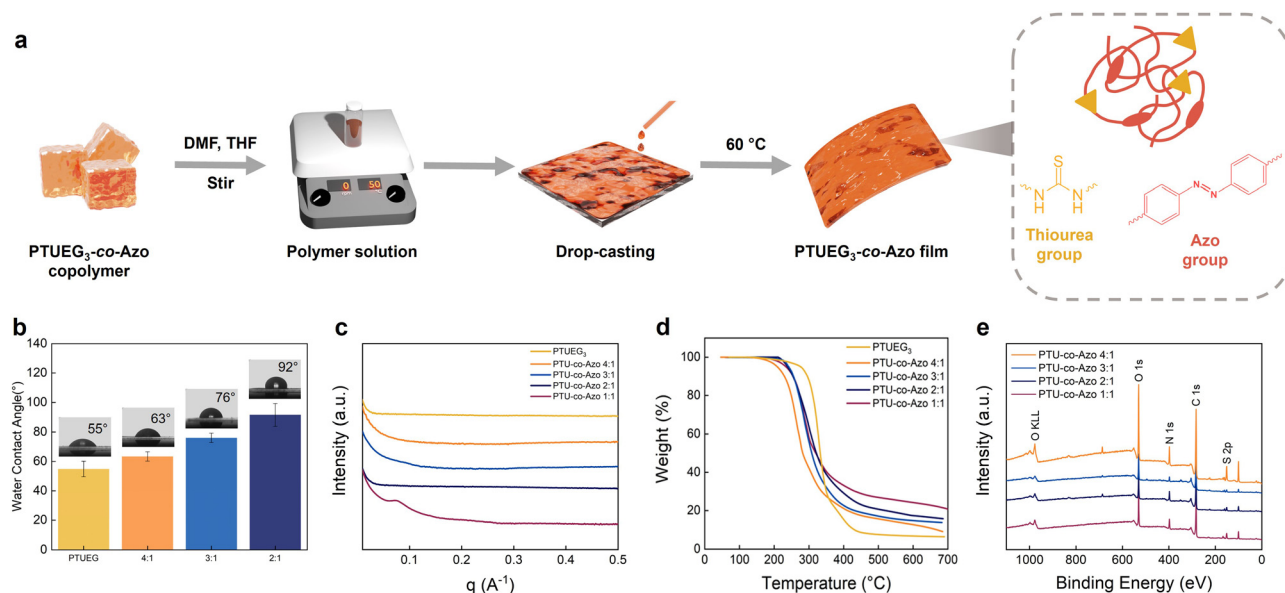 a
DMF, THF
Stir
60 °C
0 50
PTUEG₃-co-Azo
copolymer
Polymer solution
Drop-casting
PTUEG₃-co-Azo film
S
N
H
N
H
N
N
Thiourea
group
Azo
group
b
Water Contact Angle(°)
140
120
100
80
60
40
20
0
55°
63°
76°
92°
PTUEG
4:1
3:1
2:1
c
Intensity (a.u.)
PTUEG₃
PTU-co-Azo 4:1
PTU-co-Azo 3:1
PTU-co-Azo 2:1
PTU-co-Azo 1:1
0.1 0.2 0.3 0.4 0.5
q (A⁻¹)
d
Weight (%)
100
80
60
40
20
0
PTUEG₃
PTU-co-Azo 4:1
PTU-co-Azo 3:1
PTU-co-Azo 2:1
PTU-co-Azo 1:1
0 100 200 300 400 500 600 700
Temperature (°C)
e
Intensity (a.u.)
PTU-co-Azo 4:1
PTU-co-Azo 3:1
PTU-co-Azo 2:1
PTU-co-Azo 1:1
O KLL
O 1s
N 1s
C 1s
S 2p
1000 800 600 400 200 0
Binding Energy (eV)